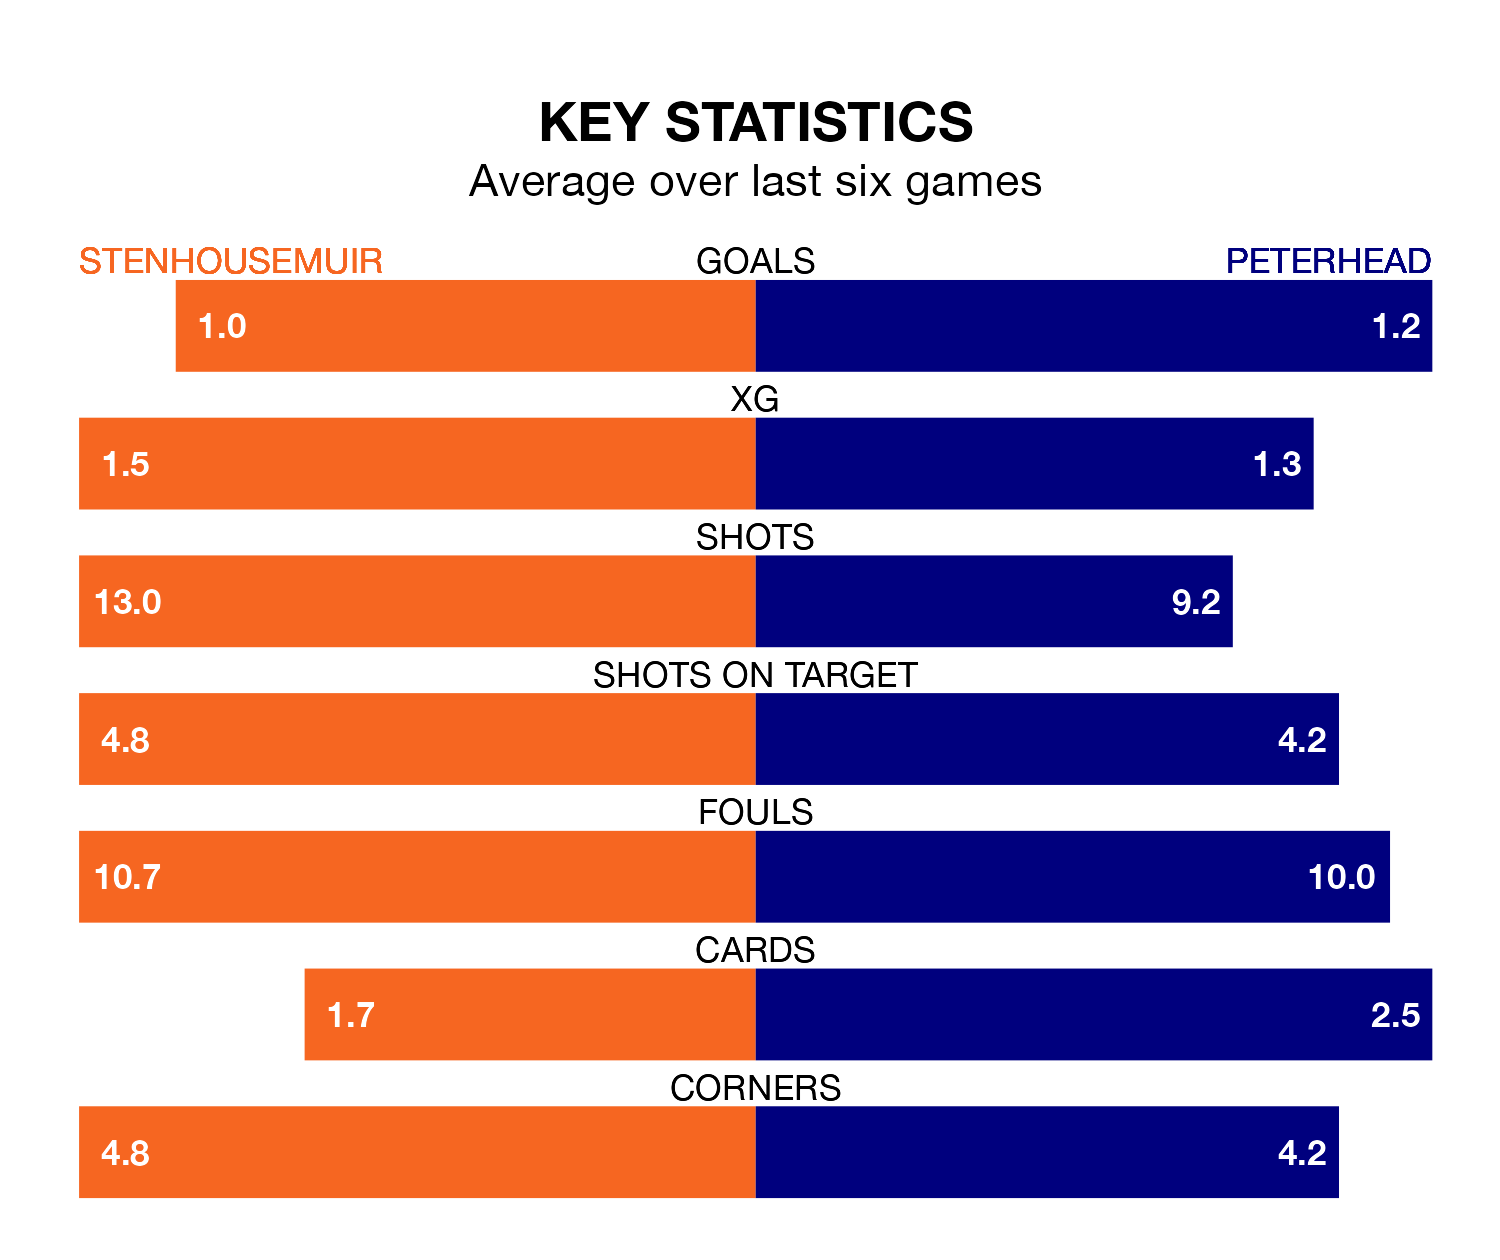 KEY STATISTICS
Average over last six games
STENHOUSEMUIR GOALS PETERHEAD
1.0 1.2
XG
1.5 1.3
SHOTS
13.0 9.2
SHOTS ON TARGET
4.8 4.2
FOULS
10.7 10.0
CARDS
1.7 2.5
CORNERS
4.8 4.2